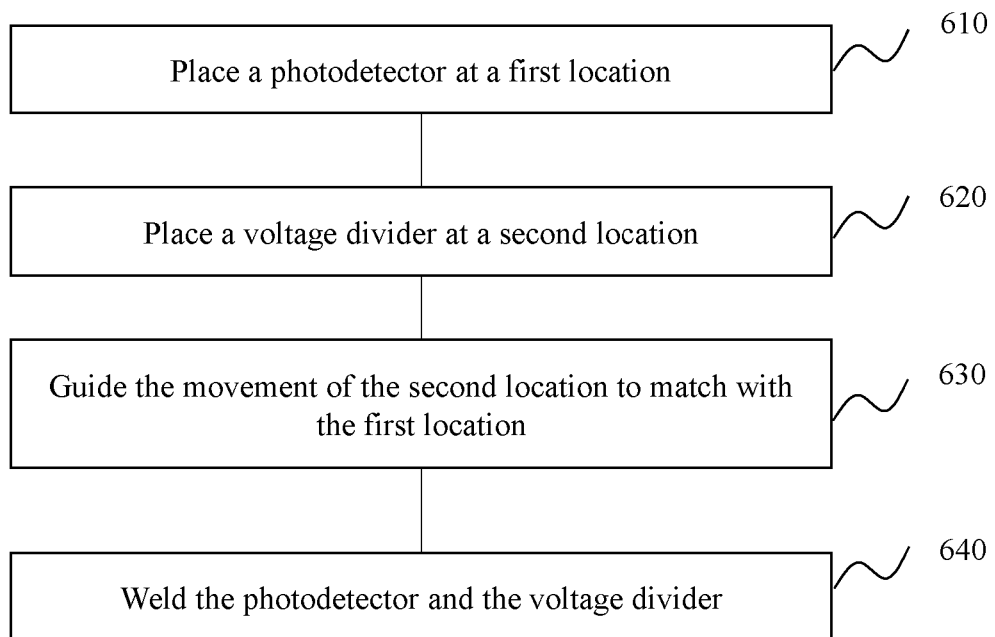 610
Place a photodetector at a first location
620
Place a voltage divider at a second location
630
Guide the movement of the second location to match with
the first location
640
Weld the photodetector and the voltage divider